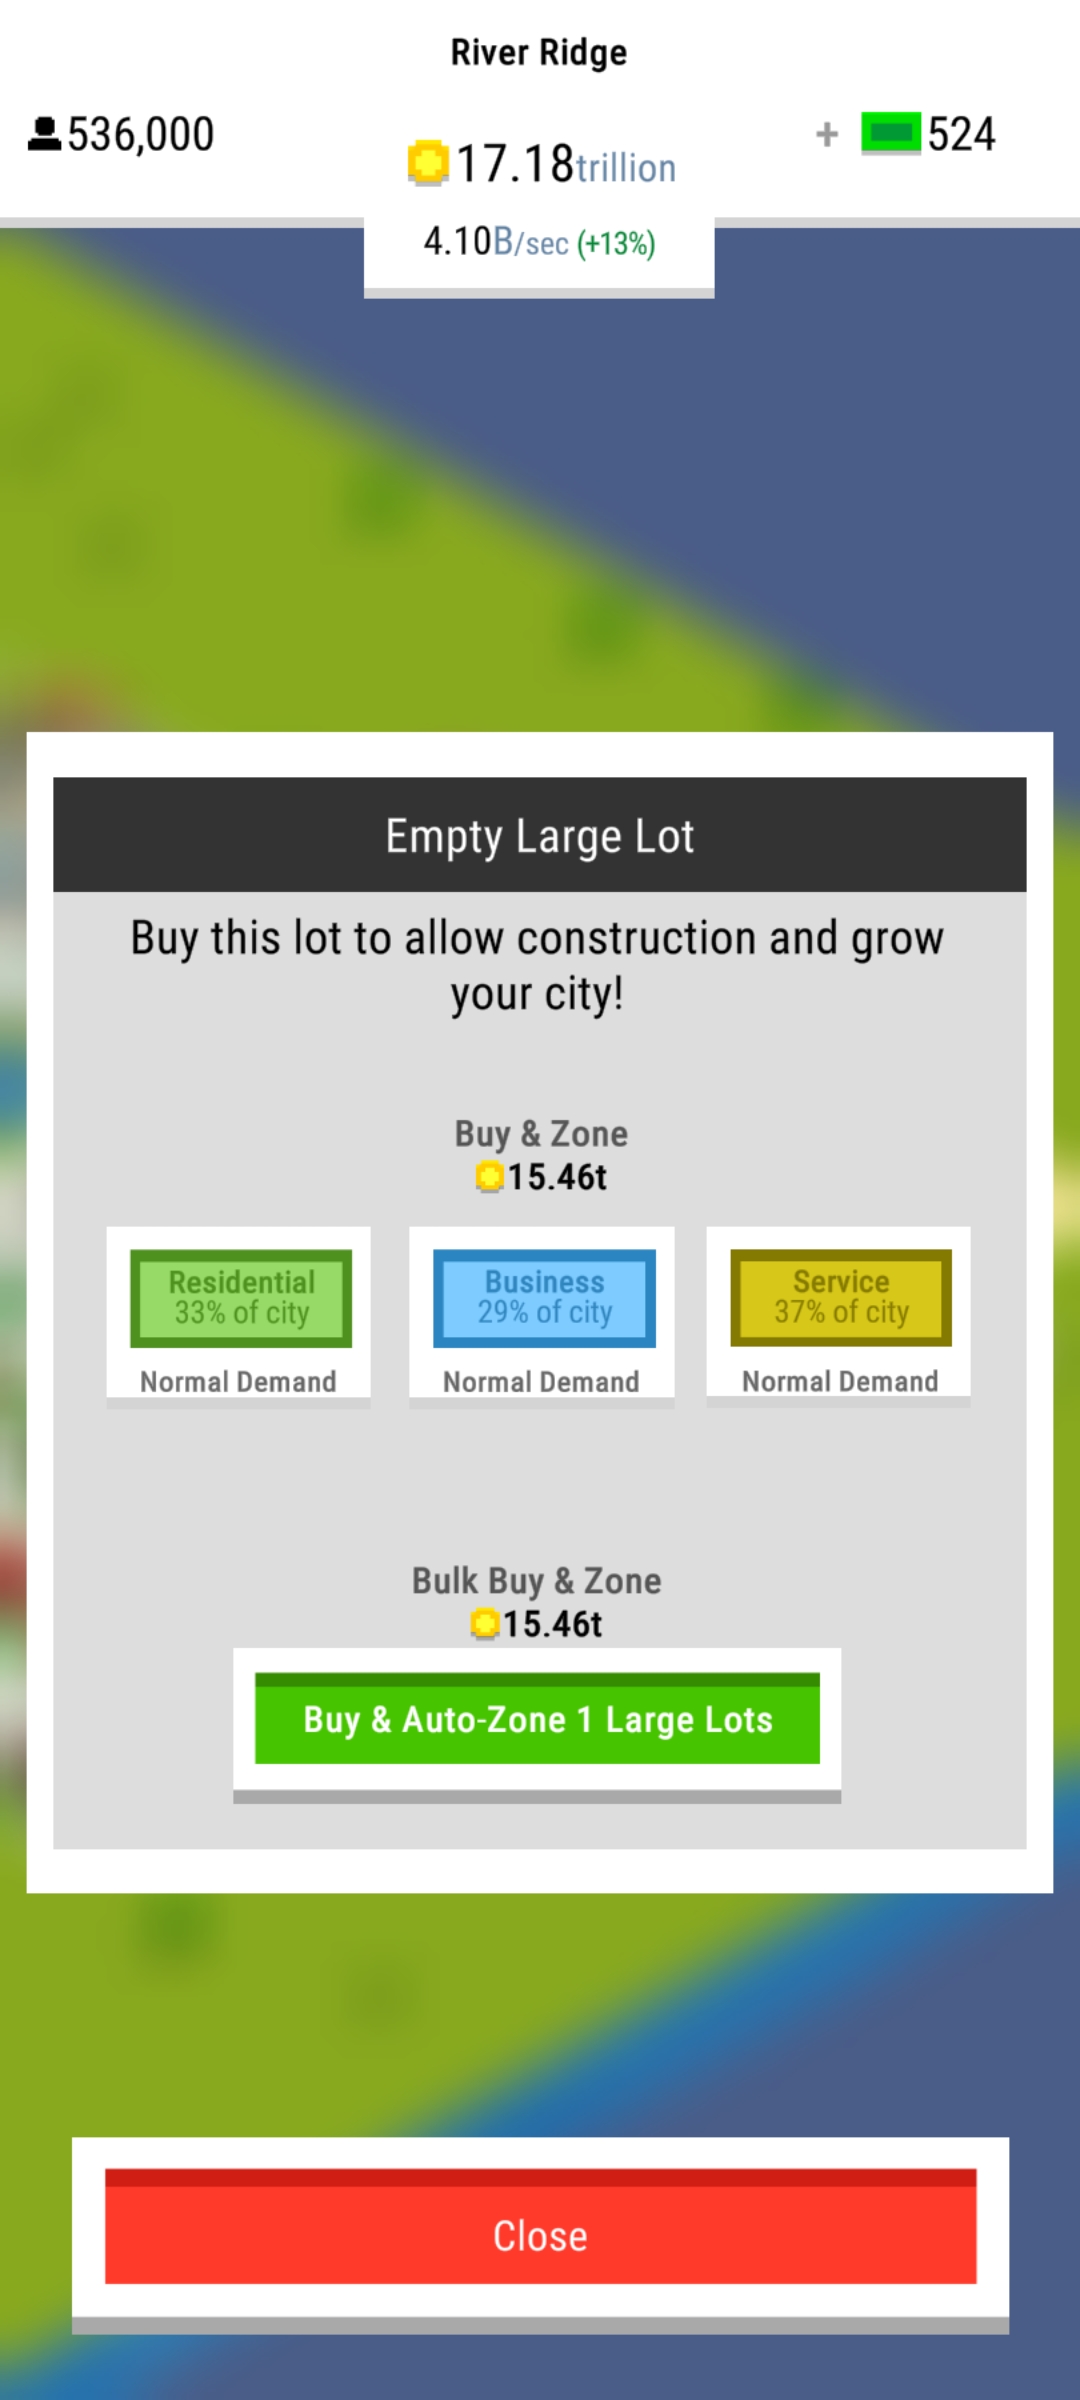 River Ridge
536,000
17.18trillion
+ 524
4.10B/sec (+13%)
Empty Large Lot
Buy this lot to allow construction and grow
your city!
Buy & Zone
15.46t
Residential
33% of city
Normal Demand
Business
29% of city
Normal Demand
Service
37% of city
Normal Demand
Bulk Buy & Zone
15.46t
Buy & Auto-Zone 1 Large Lots
Close